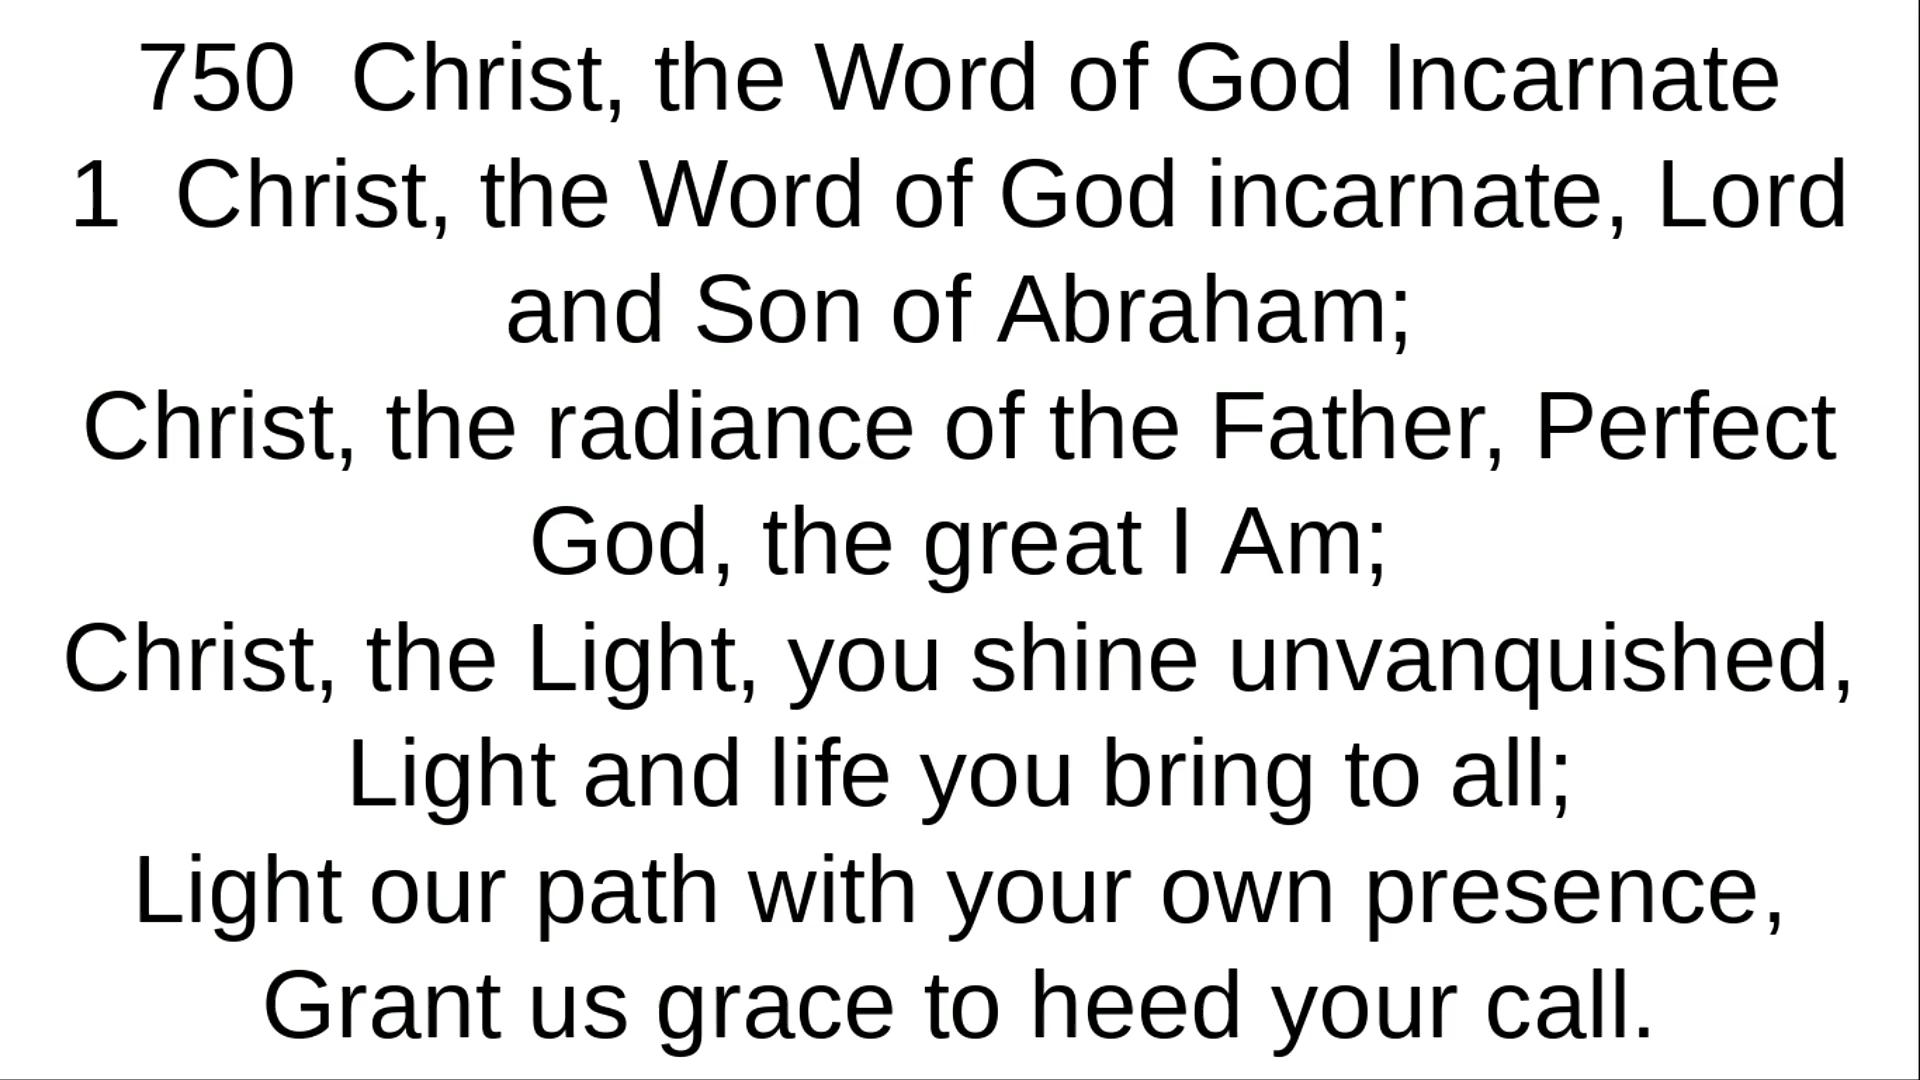 750  Christ, the Word of God Incarnate
1  Christ, the Word of God incarnate, Lord
and Son of Abraham;
Christ, the radiance of the Father, Perfect
God, the great I Am;
Christ, the Light, you shine unvanquished,
Light and life you bring to all;
Light our path with your own presence,
Grant us grace to heed your call.